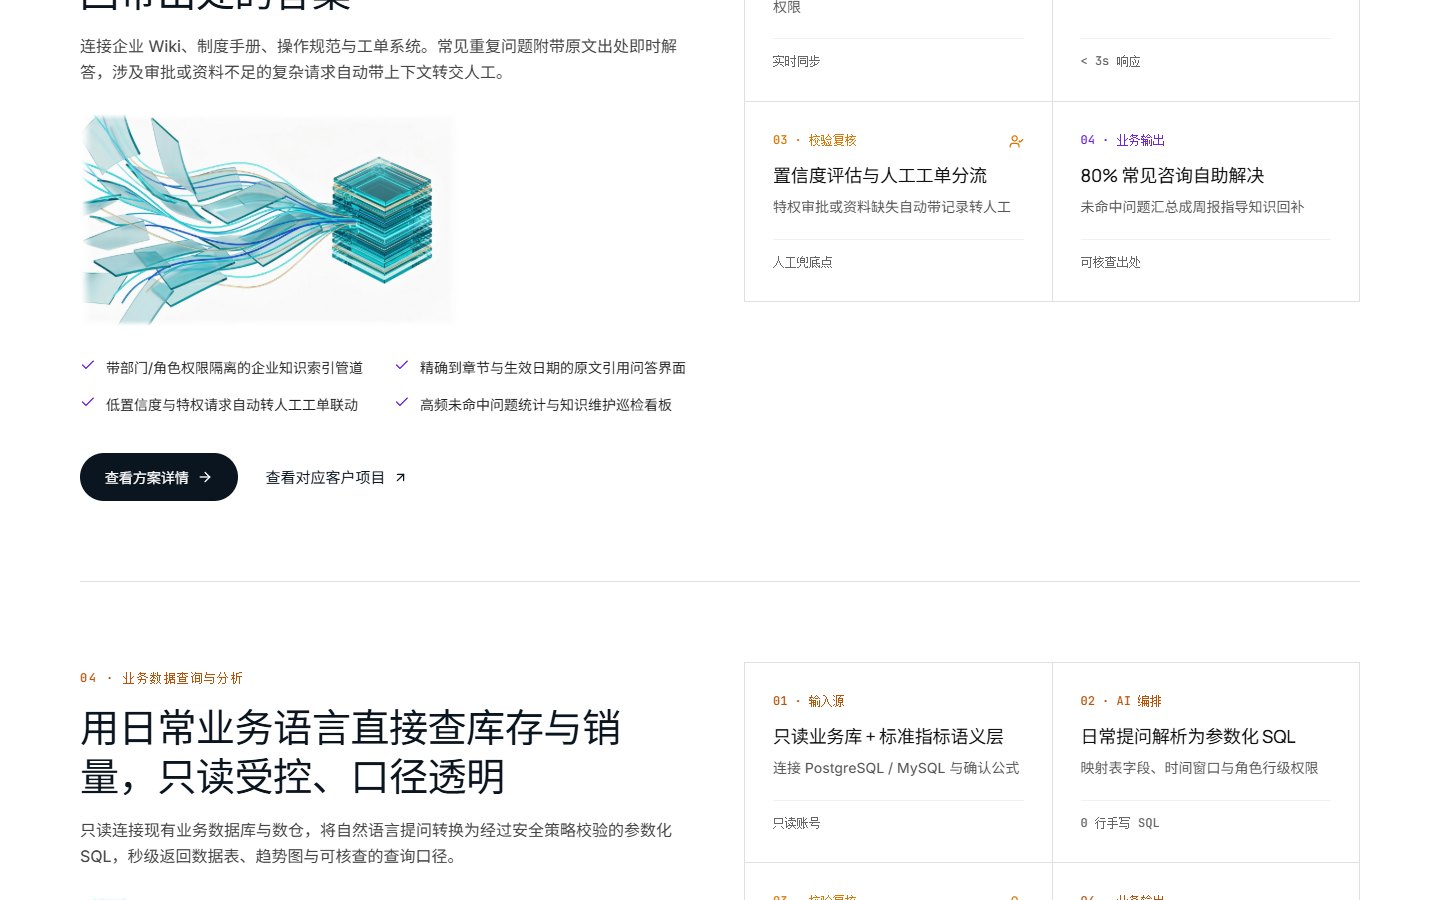 连接企业 Wiki、制度手册、操作规范与工单系统。常见重复问题附带原文出处即时解
答，涉及审批或资料不足的复杂请求自动带上下文转交人工。
带部门/角色权限隔离的企业知识索引管道
精确到章节与生效日期的原文引用问答界面
低置信度与特权请求自动转人工工单联动
高频未命中问题统计与知识维护巡检看板
查看方案详情 →
查看对应客户项目 ↗
权限
实时同步
< 3s 响应
03 · 校验复核
置信度评估与人工工单分流
特权审批或资料缺失自动带记录转人工
人工兜底点
04 · 业务输出
80% 常见咨询自助解决
未命中问题汇总成周报指导知识回补
可核查出处
04 · 业务数据查询与分析
用日常业务语言直接查库存与销
量，只读受控、口径透明
只读连接现有业务数据库与数仓，将自然语言提问转换为经过安全策略校验的参数化
SQL，秒级返回数据表、趋势图与可核查的查询口径。
01 · 输入源
只读业务库 + 标准指标语义层
连接 PostgreSQL / MySQL 与确认公式
只读账号
02 · AI 编排
日常提问解析为参数化 SQL
映射表字段、时间窗口与角色行级权限
0 行手写 SQL
03 · 校验复核
04 · 业务输出